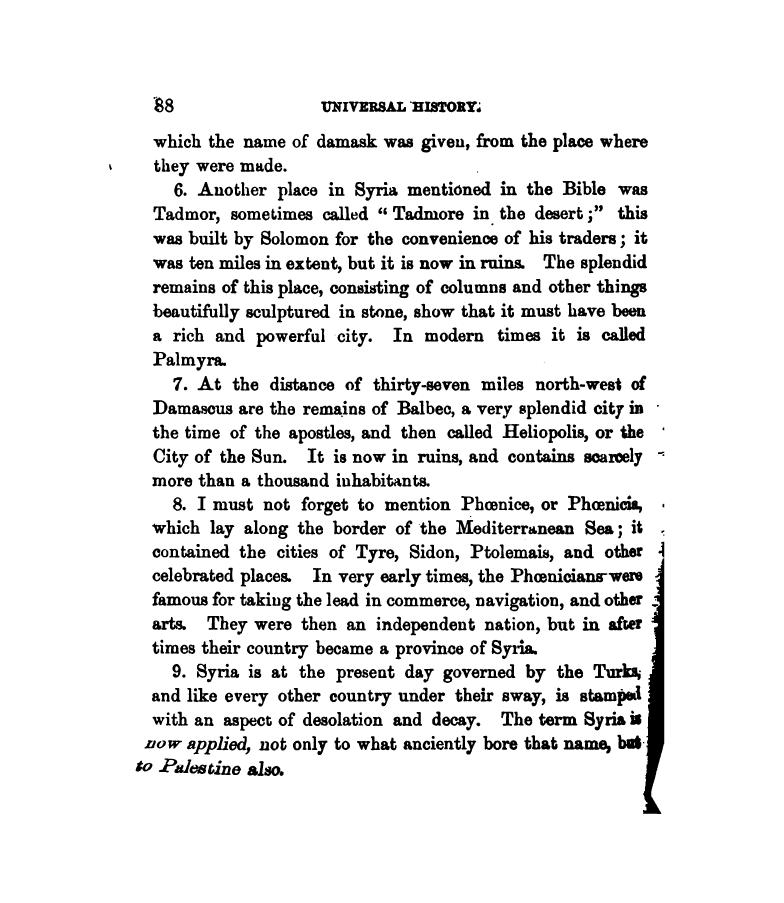 88 UNIVERSAL HISTORY.
which the name of damask was given, from the place where
they were made.
6. Another place in Syria mentioned in the Bible was
Tadmor, sometimes called “Tadmore in the desert;” this
was built by Solomon for the convenience of his traders; it
was ten miles in extent, but it is now in ruins. The splendid
remains of this place, consisting of columns and other things
beautifully sculptured in stone, show that it must have been
a rich and powerful city. In modern times it is called
Palmyra.
7. At the distance of thirty-seven miles north-west of
Damascus are the remains of Balbec, a very splendid city in
the time of the apostles, and then called Heliopolis, or the
City of the Sun. It is now in ruins, and contains scarcely
more than a thousand inhabitants.
8. I must not forget to mention Phœnice, or Phœnicia,
which lay along the border of the Mediterranean Sea; it
contained the cities of Tyre, Sidon, Ptolemais, and other
celebrated places. In very early times, the Phœnicians were
famous for taking the lead in commerce, navigation, and other
arts. They were then an independent nation, but in after
times their country became a province of Syria.
9. Syria is at the present day governed by the Turks,
and like every other country under their sway, is stamped
with an aspect of desolation and decay. The term Syria is
now applied, not only to what anciently bore that name, but
to Palestine also.